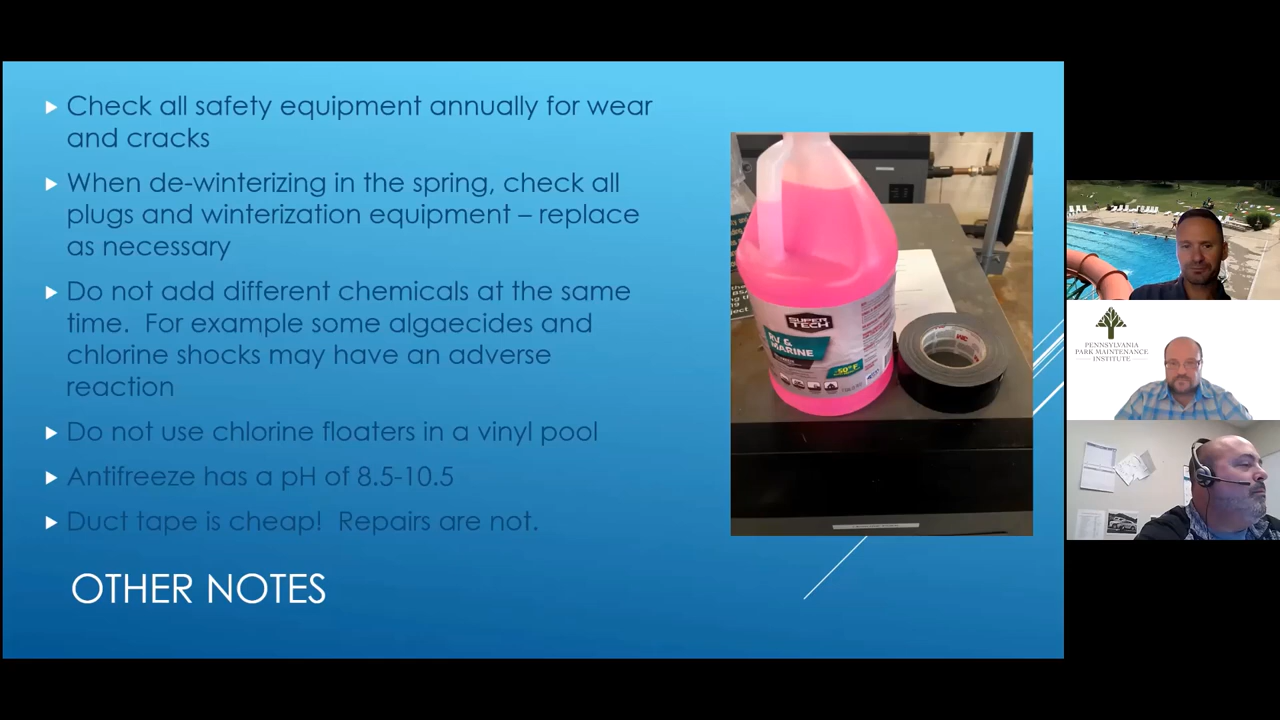 Check all safety equipment annually for wear
and cracks
When de-winterizing in the spring, check all
plugs and winterization equipment – replace
as necessary
Do not add different chemicals at the same
time. For example some algaecides and
chlorine shocks may have an adverse
reaction
Do not use chlorine floaters in a vinyl pool
Antifreeze has a pH of 8.5-10.5
Duct tape is cheap! Repairs are not.
OTHER NOTES
SUPER
TECH
RV &
MARINE
-50°F
PENNSYLVANIA
PARK MAINTENANCE
INSTITUTE